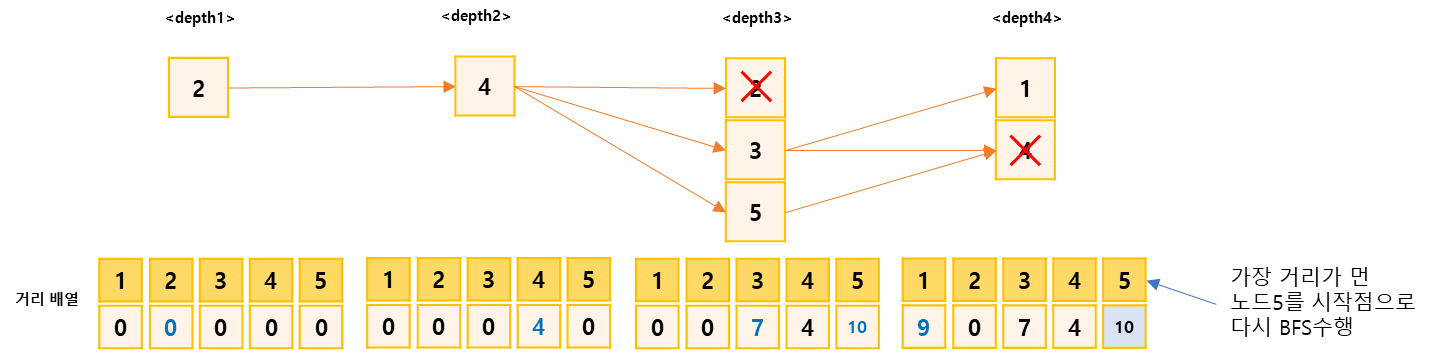 <depth1> <depth2> <depth3> <depth4>
2 4 2 1
3 4
5
1 2 3 4 5 1 2 3 4 5 1 2 3 4 5 1 2 3 4 5
거리 배열
0 0 0 0 0 0 0 0 4 0 0 0 7 4 10 9 0 7 4 10
가장 거리가 먼
노드5를 시작점으로
다시 BFS수행